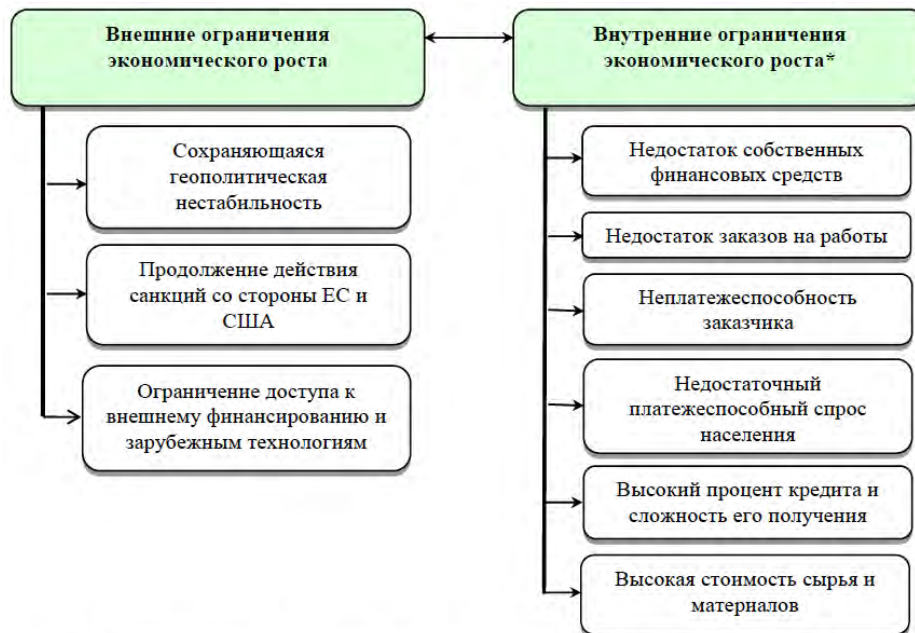 Внешние ограничения
экономического роста
Сохраняющаяся
геополитическая
нестабильность
Продолжение действия
санкций со стороны ЕС и
США
Ограничение доступа к
внешнему финансированию и
зарубежным технологиям
Внутренние ограничения
экономического роста*
Недостаток собственных
финансовых средств
Недостаток заказов на работы
Неплатежеспособность
заказчика
Недостаточный
платежеспособный спрос
населения
Высокий процент кредита и
сложность его получения
Высокая стоимость сырья и
материалов